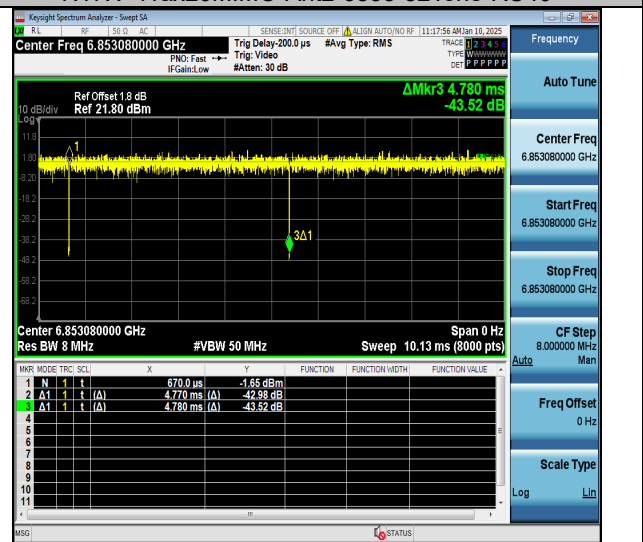 Keysight Spectrum Analyzer - Swept SA
RL RF 50 Ω AC SENSE:INT SOURCE OFF ALIGN AUTO/NO RF 11:17:56 AM Jan 10, 2025
Center Freq 6.853080000 GHz
PNO: Fast
IFGain:Low
Trig Delay-200.0 µs
Trig: Video
#Atten: 30 dB
#Avg Type: RMS
TRACE 1 2 3 4 5 6
TYPE WWWWWW
DET P P P P P P
Ref Offset 1.8 dB
Ref 21.80 dBm
10 dB/div
Log
ΔMkr3 4.780 ms
-43.52 dB
11.8
1.80
-8.20
-18.2
-28.2
-38.2
-48.2
-58.2
-68.2
1
3Δ1
Center 6.853080000 GHz
Span 0 Hz
Res BW 8 MHz
#VBW 50 MHz
Sweep 10.13 ms (8000 pts)
MKR MODE TRC SCL X Y FUNCTION FUNCTION WIDTH FUNCTION VALUE
1 N 1 t 670.0 µs -1.65 dBm
2 Δ1 1 t (Δ) 4.770 ms (Δ) -42.98 dB
3 Δ1 1 t (Δ) 4.780 ms (Δ) -43.52 dB
4
5
6
7
8
9
10
11
MSG
STATUS
Frequency
Auto Tune
Center Freq
6.853080000 GHz
Start Freq
6.853080000 GHz
Stop Freq
6.853080000 GHz
CF Step
8.000000 MHz
Auto Man
Freq Offset
0 Hz
Scale Type
Log Lin